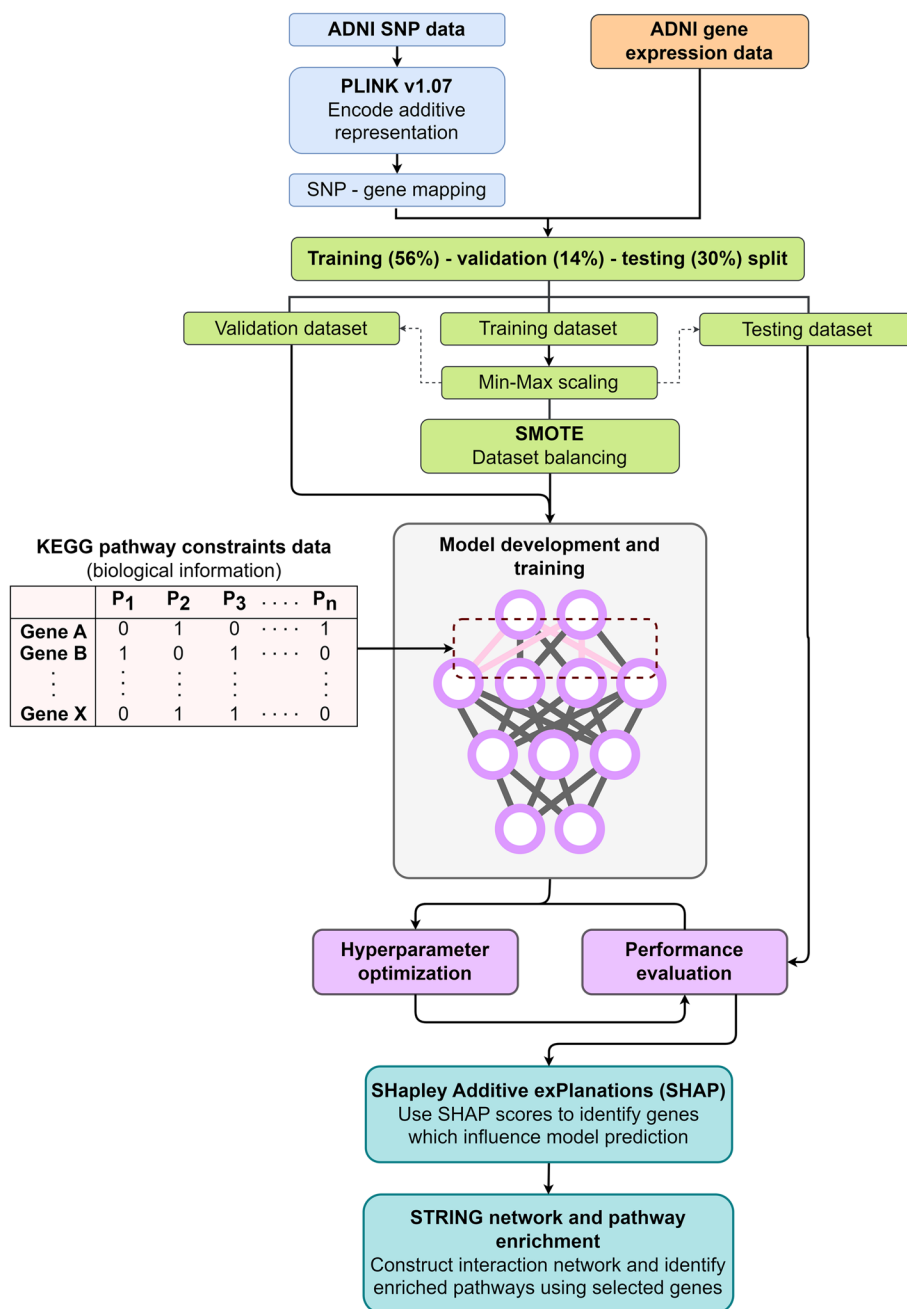 ADNI SNP data
ADNI gene
expression data
PLINK v1.07
Encode additive
representation
SNP - gene mapping
Training (56%) - validation (14%) - testing (30%) split
Validation dataset
Training dataset
Testing dataset
Min-Max scaling
SMOTE
Dataset balancing
KEGG pathway constraints data
(biological information)
P1 P2 P3 · · · · Pn
Gene A 0 1 0 · · · · 1
Gene B 1 0 1 · · · · 0
Gene X 0 1 1 · · · · 0
Model development and
training
Hyperparameter
optimization
Performance
evaluation
SHapley Additive exPlanations (SHAP)
Use SHAP scores to identify genes
which influence model prediction
STRING network and pathway
enrichment
Construct interaction network and identify
enriched pathways using selected genes